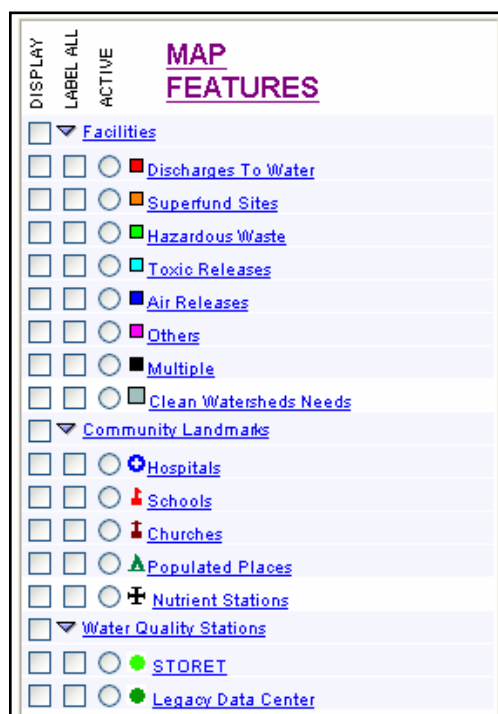 DISPLAY
LABEL ALL
ACTIVE
MAP
FEATURES
Facilities
Discharges To Water
Superfund Sites
Hazardous Waste
Toxic Releases
Air Releases
Others
Multiple
Clean Watersheds Needs
Community Landmarks
Hospitals
Schools
Churches
Populated Places
Nutrient Stations
Water Quality Stations
STORET
Legacy Data Center